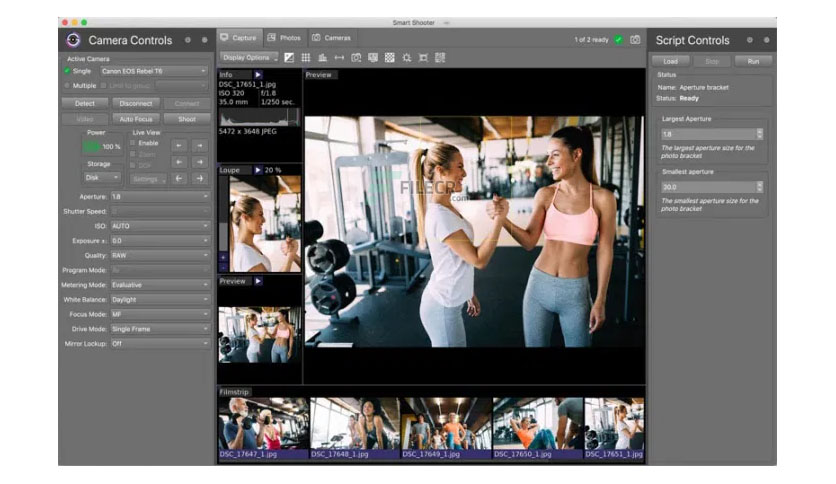 Smart Shooter
Camera Controls
Active Camera
Single Canon EOS Rebel T6
Multiple Limit to group:
Detect Disconnect Connect
Video Auto Focus Shoot
Power Live View
100 % Enable
Zoom
Storage DOF
Disk Settings
Aperture: 1.8
Shutter Speed:
ISO: AUTO
Exposure ±: 0.0
Quality: RAW
Program Mode: Av
Metering Mode: Evaluative
White Balance: Daylight
Focus Mode: MF
Drive Mode: Single Frame
Mirror Lockup: Off
Capture Photos Cameras
1 of 2 ready
Display Options
Info
DSC_17651_1.jpg
ISO 320 f/1.8
35.0 mm 1/250 sec.
5472 x 3648 JPEG
Loupe 20 %
Preview
Preview
FILECR
.com
Filmstrip
DSC_17647_1.jpg DSC_17648_1.jpg DSC_17649_1.jpg DSC_17650_1.jpg DSC_17651_1.jpg
Script Controls
Load Stop Run
Status
Name: Aperture bracket
Status: Ready
Largest Aperture
1.8
The largest aperture size for the
photo bracket
Smallest aperture
20.0
The smallest aperture size for the
photo bracket